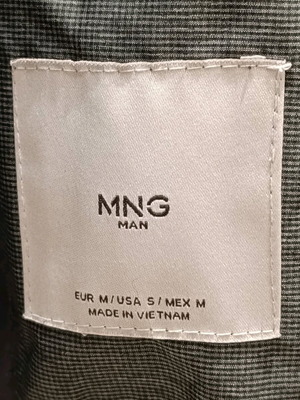 MNG
MAN
EUR M / USA S / MEX M
MADE IN VIETNAM